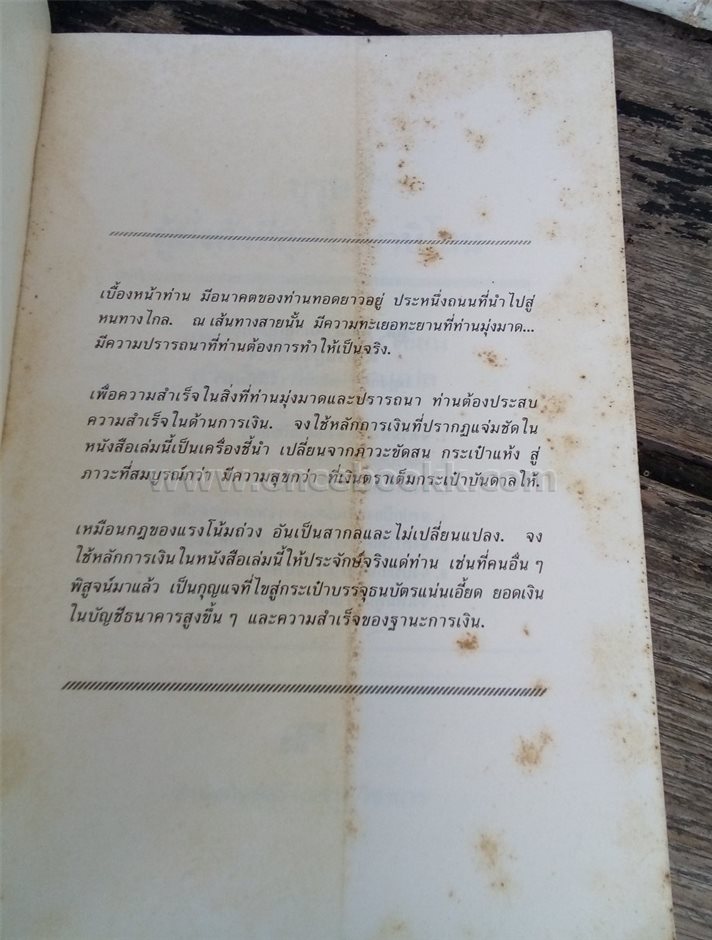 เบื้องหน้าท่าน มีอนาคตของท่านทอดยาวอยู่ ประหนึ่งถนนที่นำไปสู่
หนทางไกล. ณ เส้นทางสายนั้น มีความทะเยอทะยานที่ท่านมุ่งมาด...
มีความปรารถนาที่ท่านต้องการทำให้เป็นจริง.
เพื่อความสำเร็จในสิ่งที่ท่านมุ่งมาดและปรารถนา ท่านต้องประสบ
ความสำเร็จในด้านการเงิน. จงใช้หลักการเงินที่ปรากฏแจ่มชัดใน
หนังสือเล่มนี้เป็นเครื่องชี้นำ เปลี่ยนจากภาวะขัดสน กระเป๋าแห้ง สู่
ภาวะที่สมบูรณ์กว่า มีความสุขกว่า ที่เงินตราเต็มกระเป๋าบันดาลให้.
www.oncebookk.com
เหมือนกฎของแรงโน้มถ่วง อันเป็นสากลและไม่เปลี่ยนแปลง. จง
ใช้หลักการเงินในหนังสือเล่มนี้ให้ประจักษ์จริงแด่ท่าน เช่นที่คนอื่น ๆ
พิสูจน์มาแล้ว เป็นกุญแจที่ไขสู่กระเป๋าบรรจุธนบัตรแน่นเอี้ยด ยอดเงิน
ในบัญชีธนาคารสูงขึ้น ๆ และความสำเร็จของฐานะการเงิน.